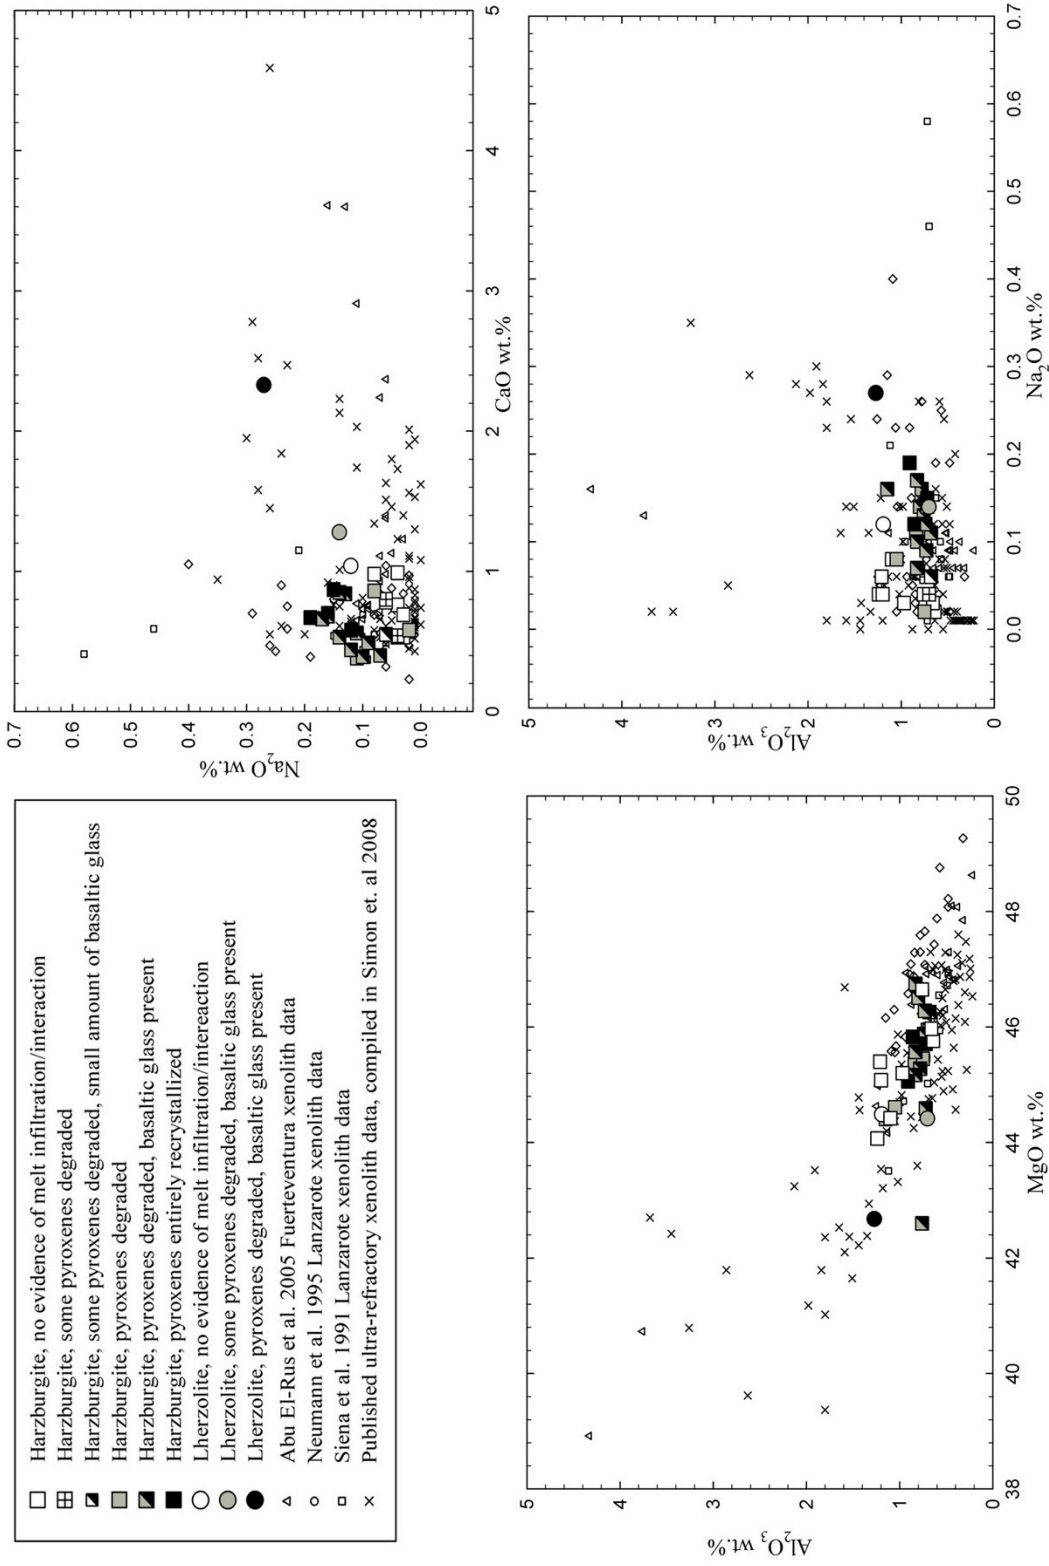 Harzburgite, no evidence of melt infiltration/interaction
Harzburgite, some pyroxenes degraded
Harzburgite, some pyroxenes degraded, small amount of basaltic glass
Harzburgite, pyroxenes degraded
Harzburgite, pyroxenes degraded, basaltic glass present
Harzburgite, pyroxenes entirely recrystallized
Lherzolite, no evidence of melt infiltration/intereaction
Lherzolite, some pyroxenes degraded, basaltic glass present
Lherzolite, pyroxenes degraded, basaltic glass present
Abu El-Rus et al. 2005 Fuerteventura xenolith data
Neumann et al. 1995 Lanzarote xenolith data
Siena et al. 1991 Lanzarote xenolith data
Published ultra-refractory xenolith data, compiled in Simon et. al 2008
Na2O wt.%
0.7
0.6
0.5
0.4
0.3
0.2
0.1
0.0
0 1 2 3 4 5
CaO wt.%
Al2O3 wt.%
5
4
3
2
1
0
38 40 42 44 46 48 50
MgO wt.%
Al2O3 wt.%
5
4
3
2
1
0
0.0 0.1 0.2 0.3 0.4 0.5 0.6 0.7
Na2O wt.%